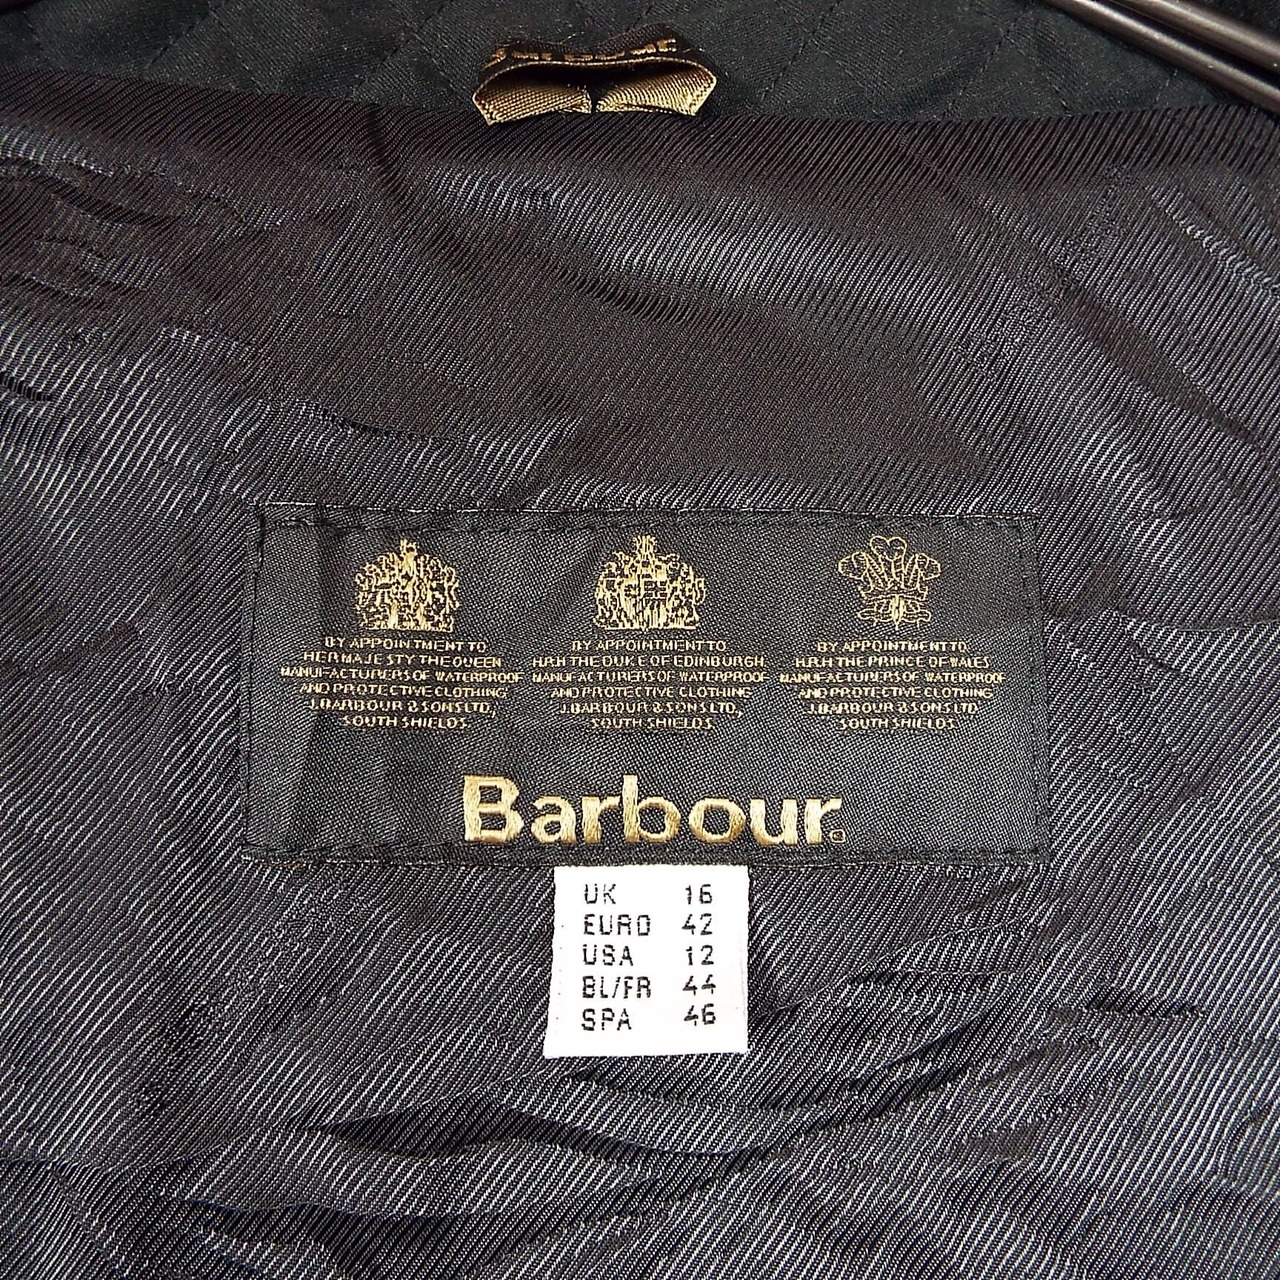 BY APPOINTMENT TO
HER MAJESTY THE QUEEN
MANUFACTURERS OF WATERPROOF
AND PROTECTIVE CLOTHING
J.BARBOUR & SONS LTD,
SOUTH SHIELDS
BY APPOINTMENT TO
H.R.H THE DUKE OF EDINBURGH
MANUFACTURERS OF WATERPROOF
AND PROTECTIVE CLOTHING
J.BARBOUR & SONS LTD,
SOUTH SHIELDS
BY APPOINTMENT TO
H.R.H THE PRINCE OF WALES
MANUFACTURERS OF WATERPROOF
AND PROTECTIVE CLOTHING
J.BARBOUR & SONS LTD,
SOUTH SHIELDS
Barbour
UK 16
EURO 42
USA 12
BL/FR 44
SPA 46